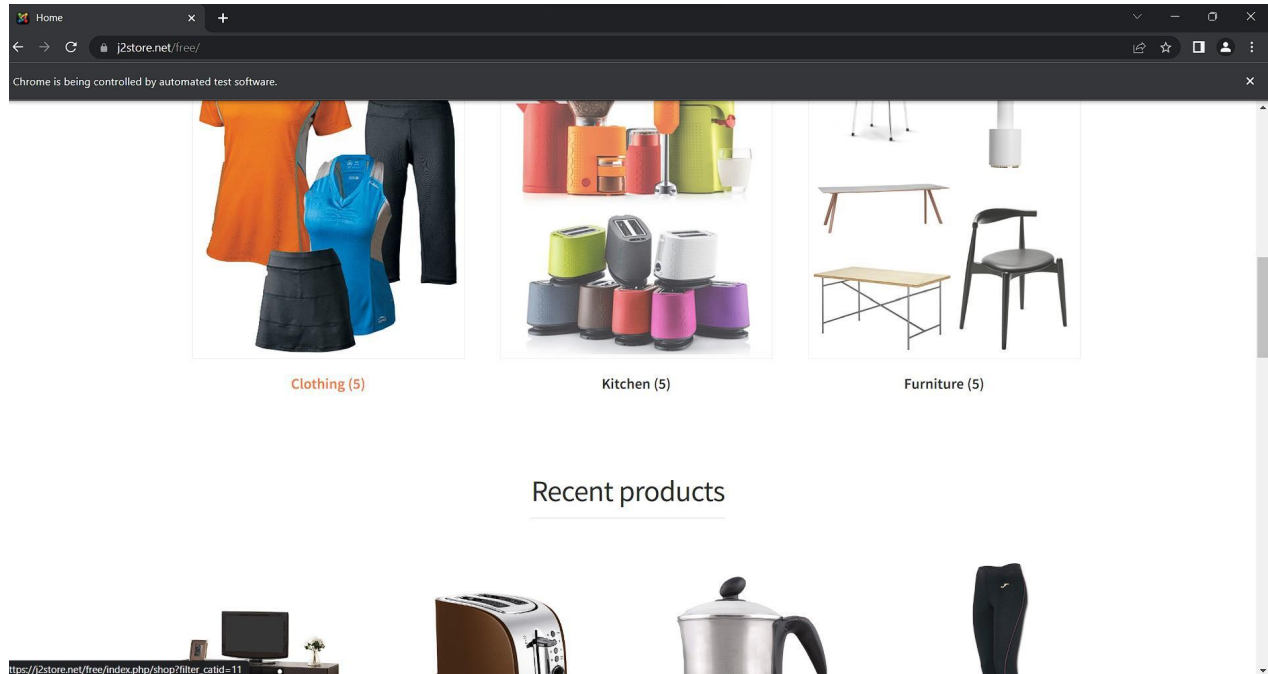 Home
j2store.net/free/
Chrome is being controlled by automated test software.
Clothing (5)
Kitchen (5)
Furniture (5)
Recent products
ttps://j2store.net/free/index.php/shop?filter_catid=11